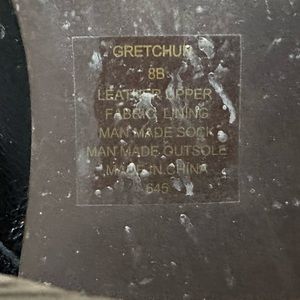 GRETCHUR
8B
LEATHER UPPER
FABRIC LINING
MAN MADE SOCK
MAN MADE OUTSOLE
MADE IN CHINA
645